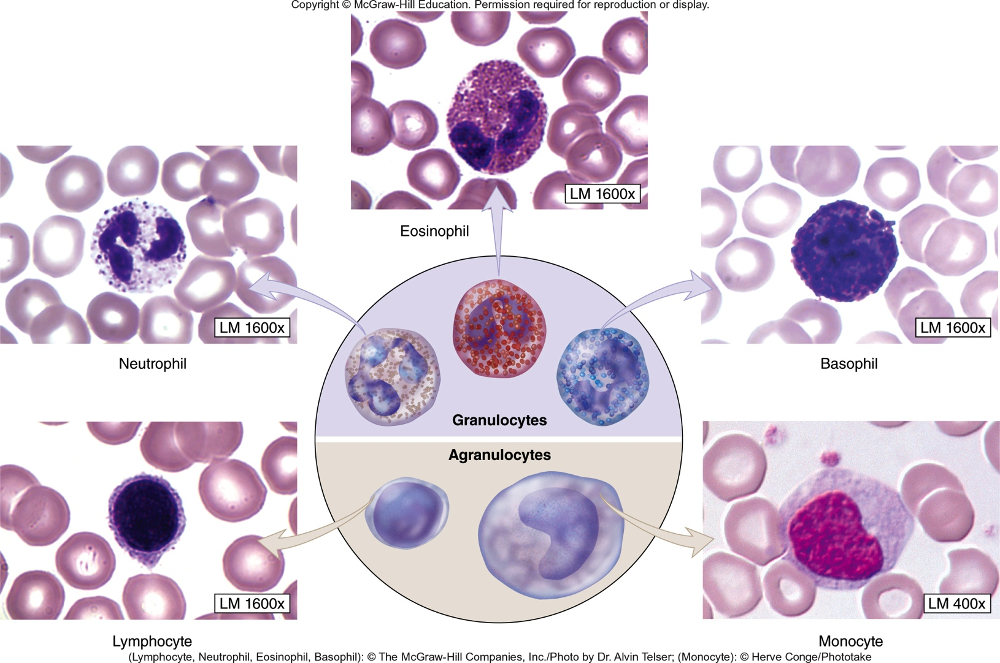 Copyright © McGraw-Hill Education. Permission required for reproduction or display.
LM 1600x
Eosinophil
LM 1600x
Neutrophil
LM 1600x
Basophil
Granulocytes
Agranulocytes
LM 1600x
Lymphocyte
LM 400x
Monocyte
(Lymphocyte, Neutrophil, Eosinophil, Basophil): © The McGraw-Hill Companies, Inc./Photo by Dr. Alvin Telser; (Monocyte): © Herve Conge/Phototake